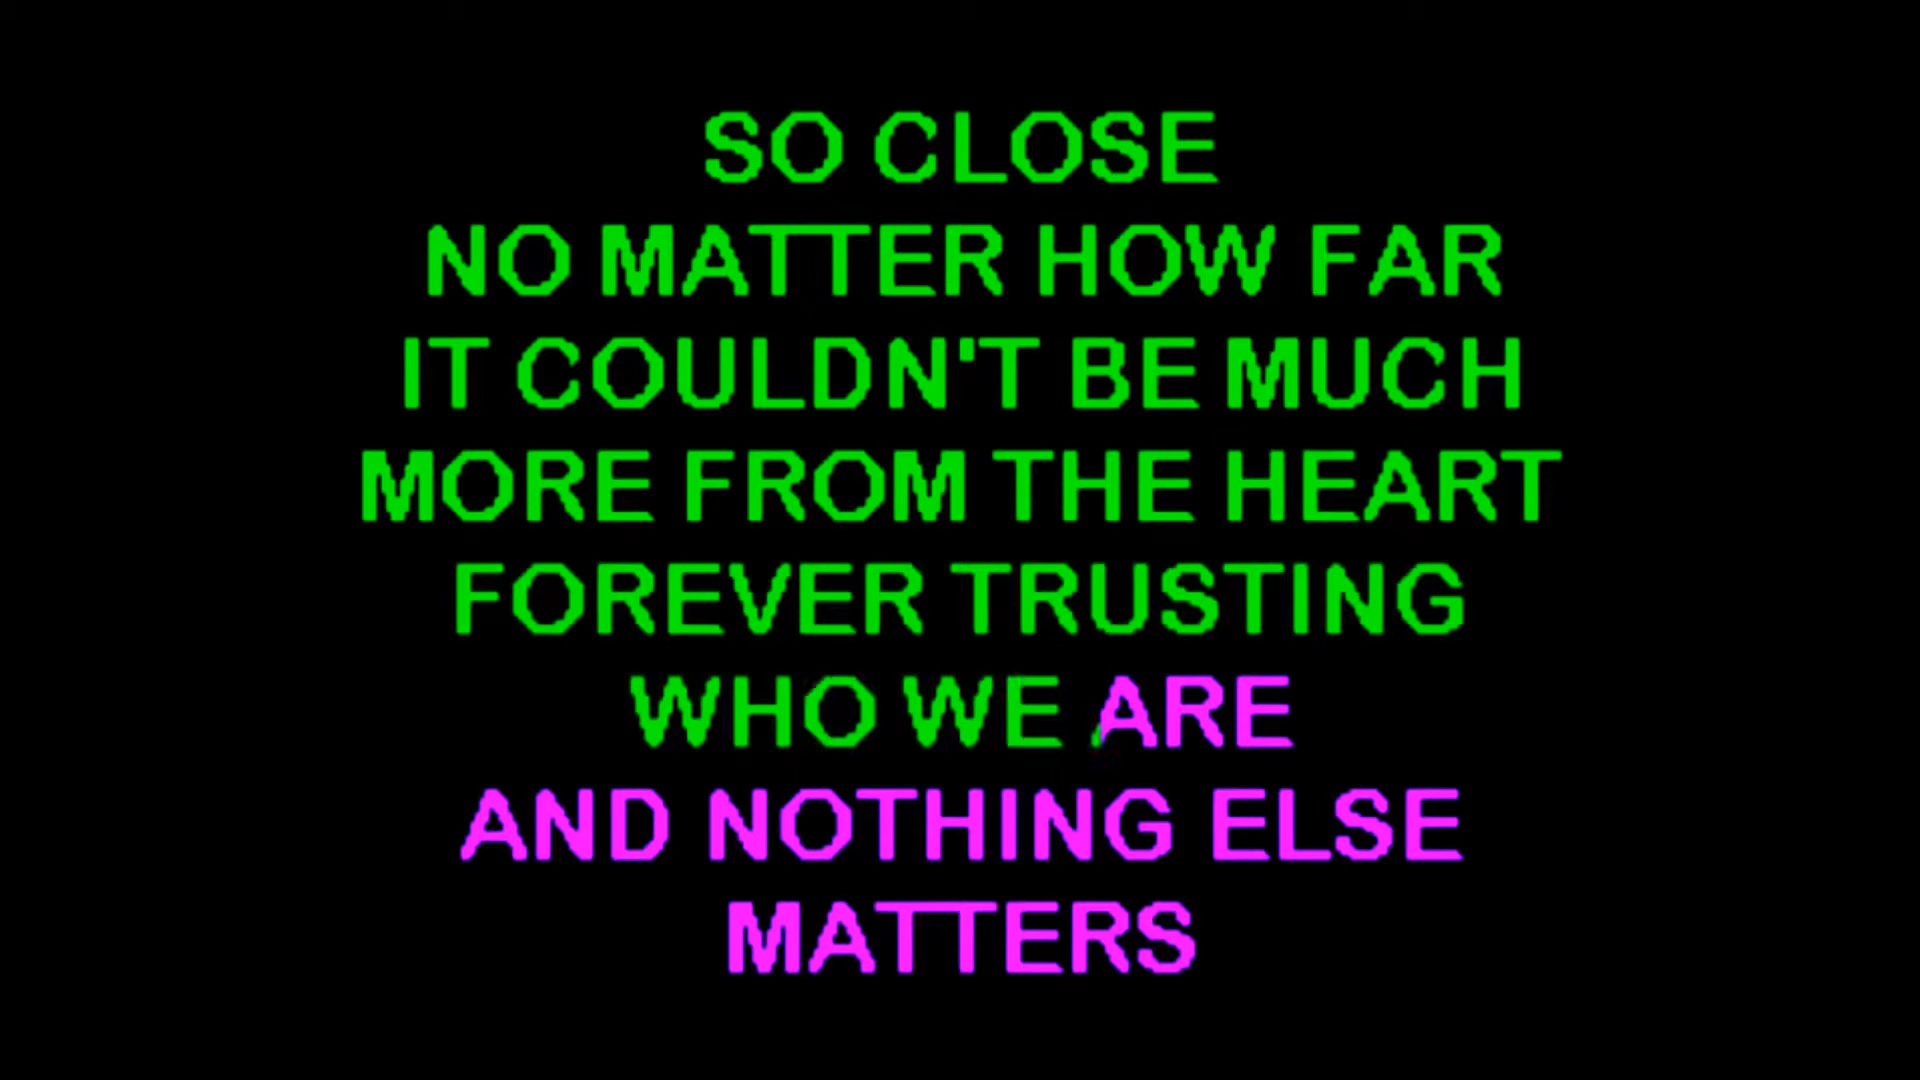 SO CLOSE
NO MATTER HOW FAR
IT COULDN'T BE MUCH
MORE FROM THE HEART
FOREVER TRUSTING
WHO WE ARE
AND NOTHING ELSE
MATTERS